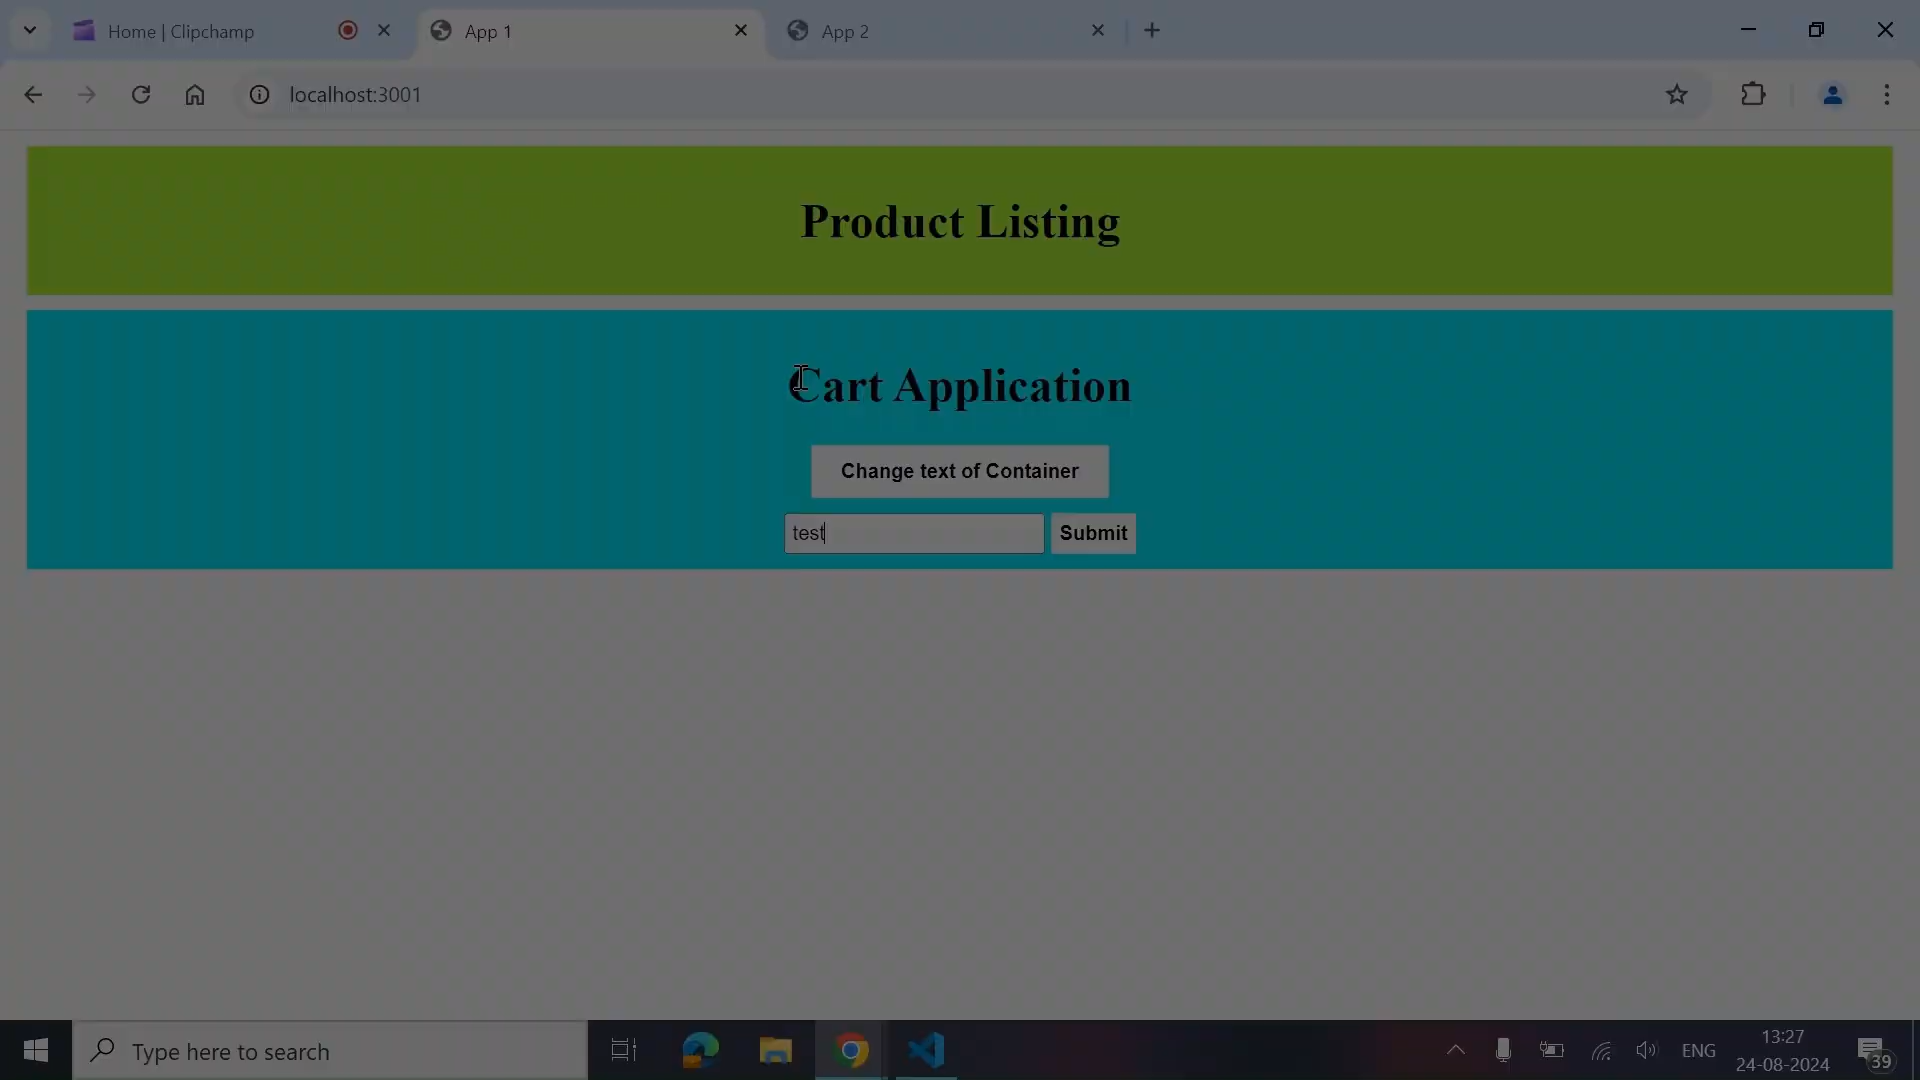 Home | Clipchamp
App 1
App 2
localhost:3001
Product Listing
Cart Application
Change text of Container
test
Submit
Type here to search
ENG
13:27
24-08-2024
39